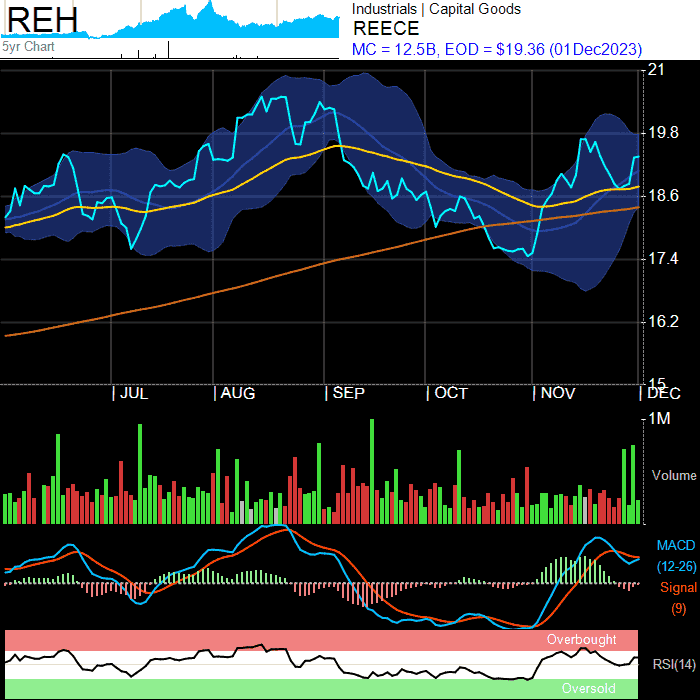 REH
5yr Chart
Industrials | Capital Goods
REECE
MC = 12.5B, EOD = $19.36 (01Dec2023)
21
19.8
18.6
17.4
16.2
15
| JUL | AUG | SEP | OCT | NOV | DEC
1M
Volume
MACD
(12-26)
Signal
(9)
Overbought
RSI(14)
Oversold